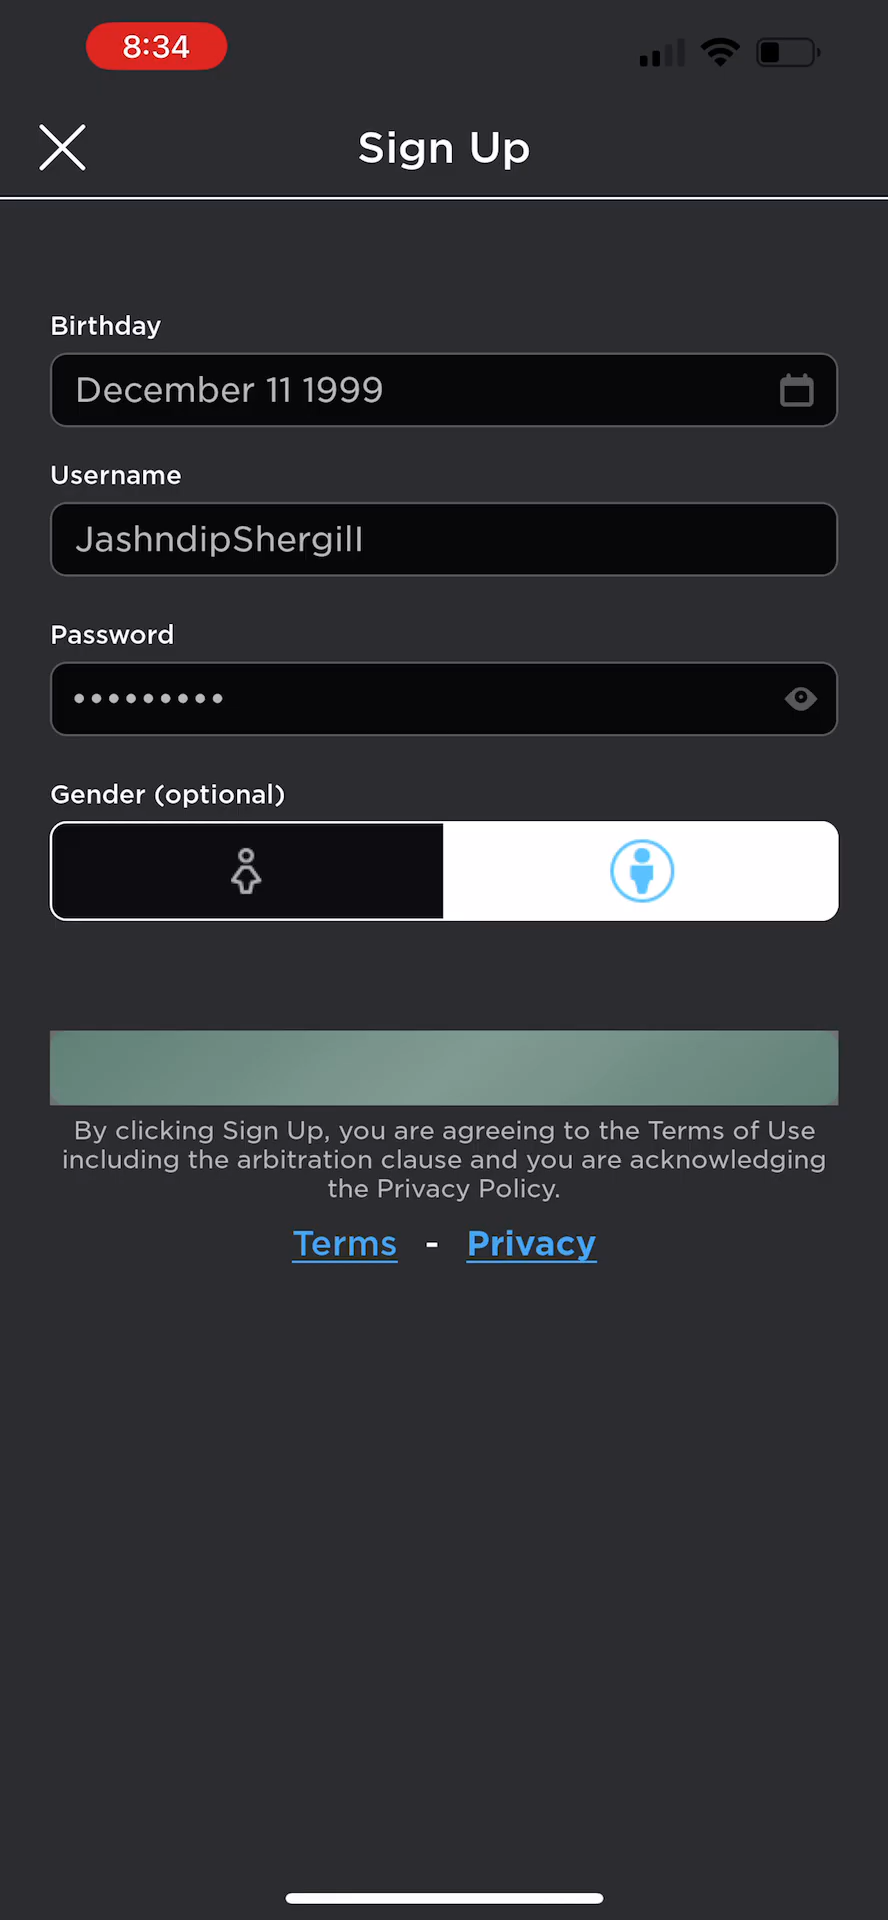 8:34
Sign Up
Birthday
December 11 1999
Username
JashndipShergill
Password
•••••••••
Gender (optional)
By clicking Sign Up, you are agreeing to the Terms of Use
including the arbitration clause and you are acknowledging
the Privacy Policy.
Terms - Privacy